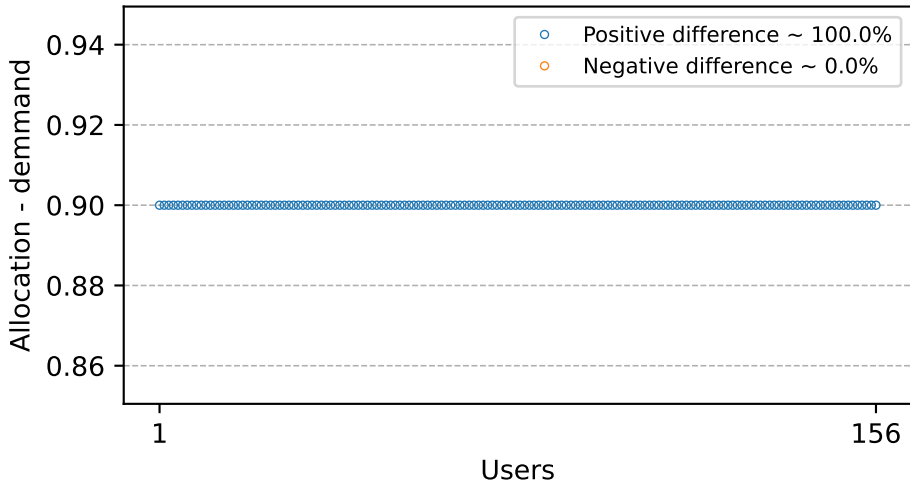 Positive difference ~ 100.0%
Negative difference ~ 0.0%
Allocation - demmand
0.94
0.92
0.90
0.88
0.86
1
156
Users